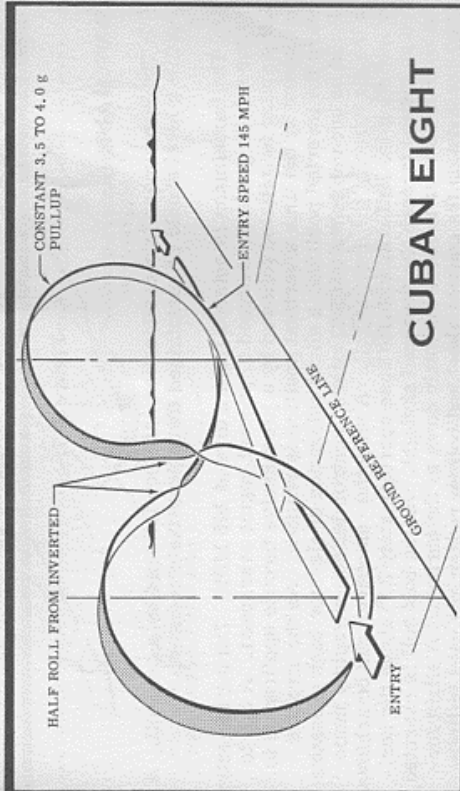 CONSTANT 3.5 TO 4.0 g
PULLUP
HALF ROLL FROM INVERTED
ENTRY SPEED 145 MPH
GROUND REFERENCE LINE
ENTRY
CUBAN EIGHT